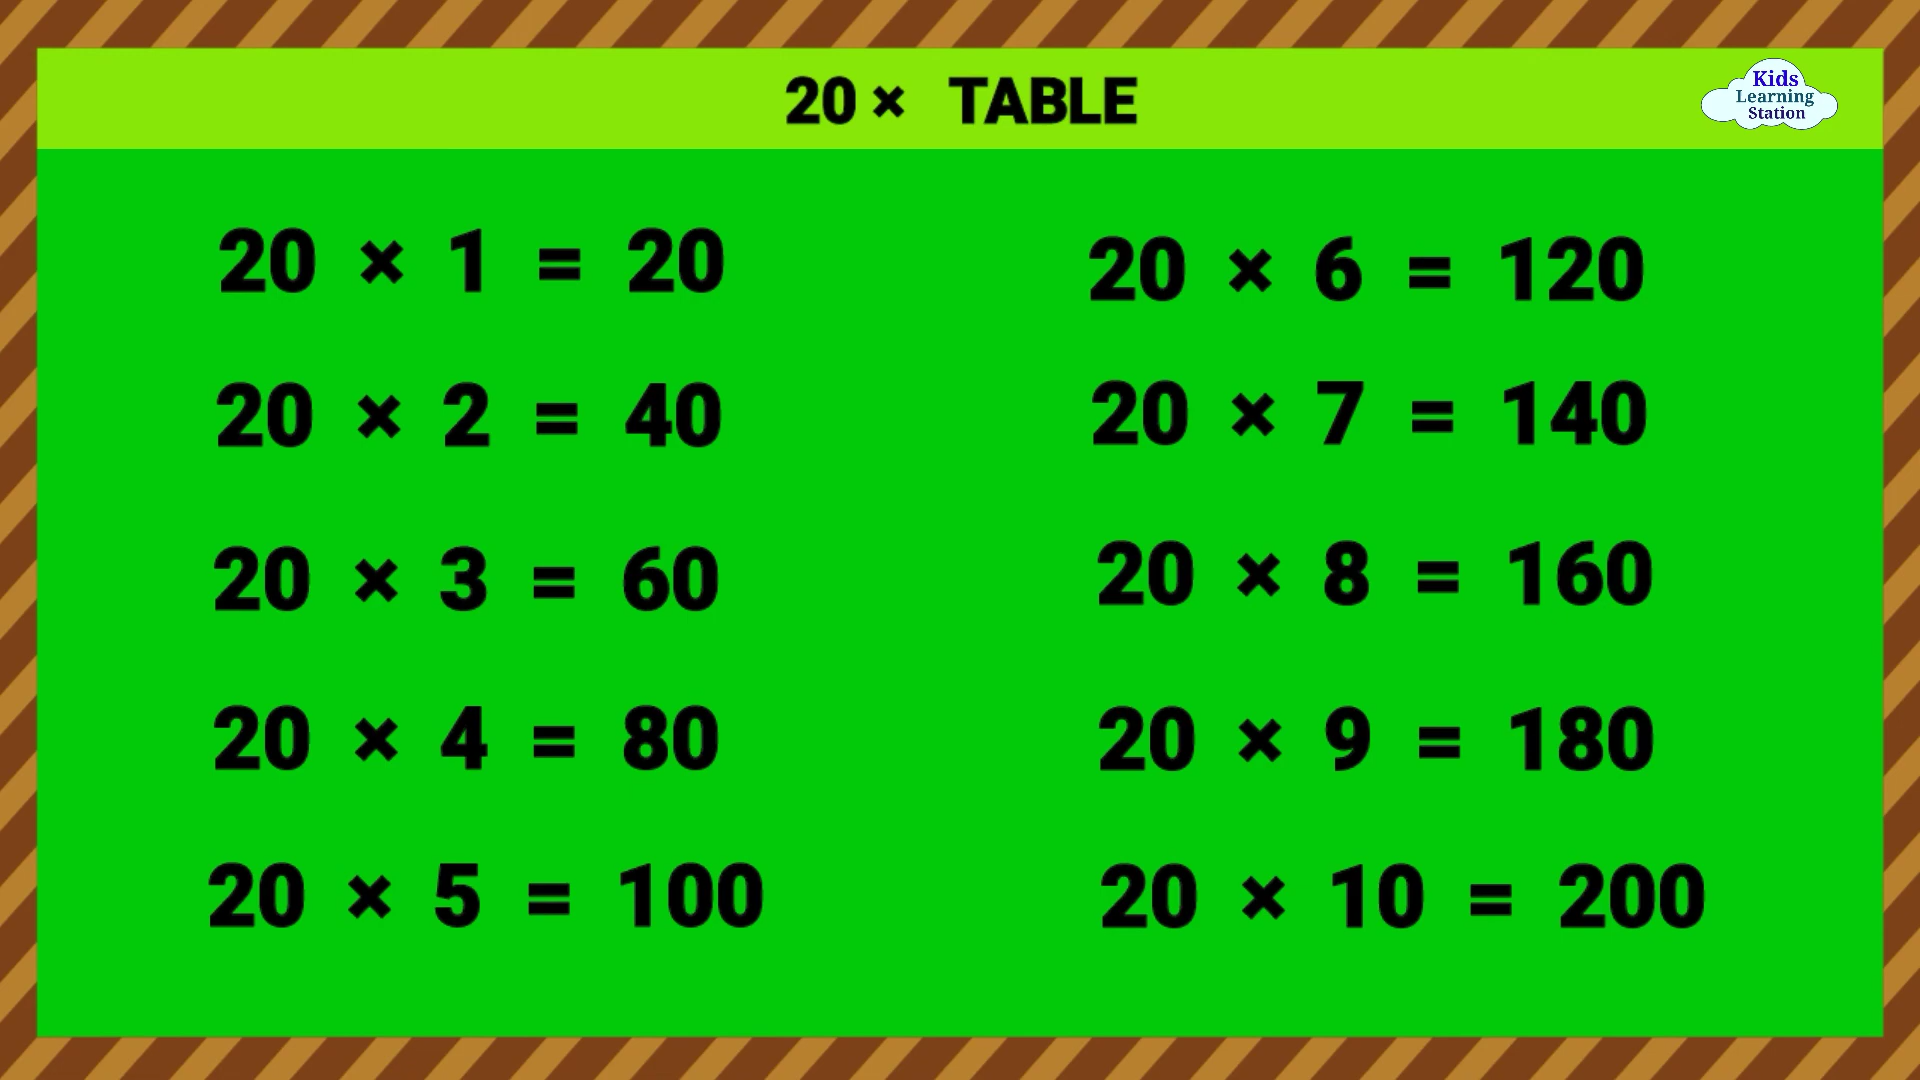 20 × TABLE
Kids
Learning
Station
20 × 1 = 20
20 × 2 = 40
20 × 3 = 60
20 × 4 = 80
20 × 5 = 100
20 × 6 = 120
20 × 7 = 140
20 × 8 = 160
20 × 9 = 180
20 × 10 = 200